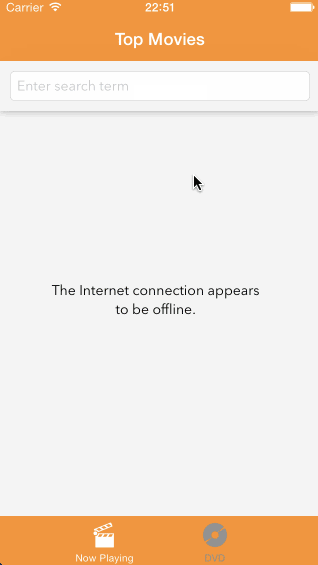 Carrier 22:51
Top Movies
Enter search term
The Internet connection appears
to be offline.
Now Playing DVD